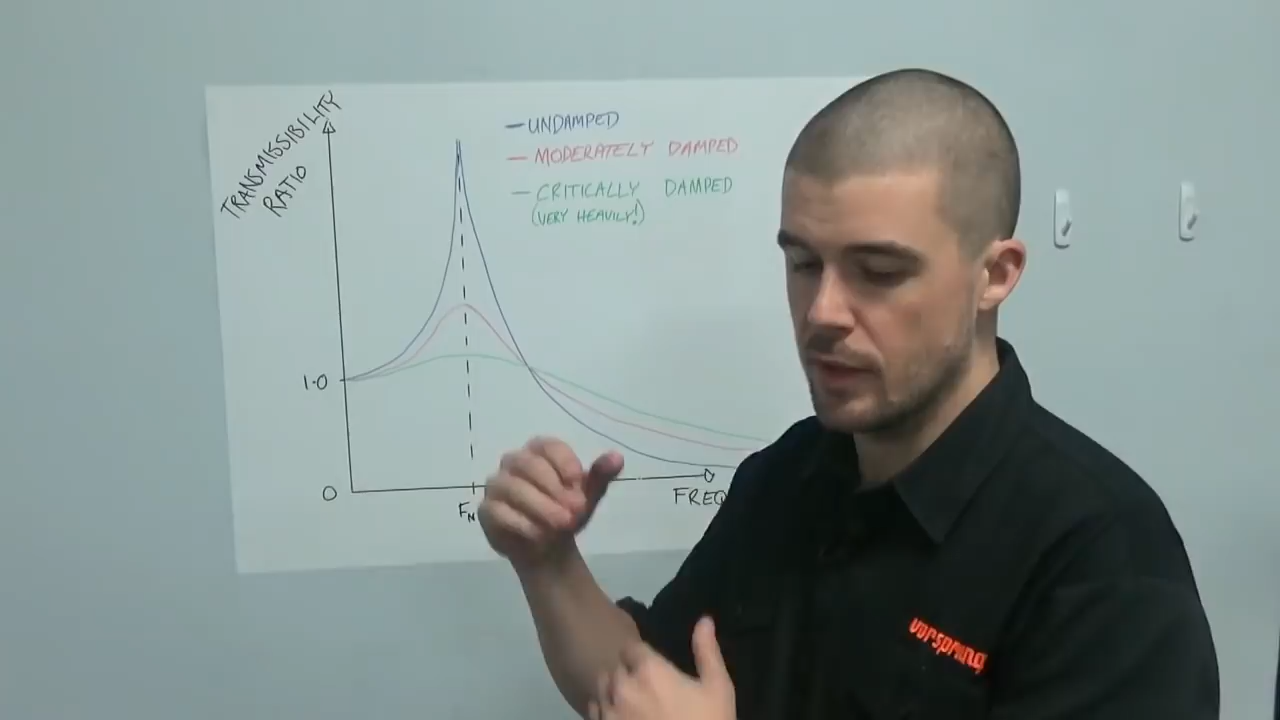 TRANSMISSIBILITY
RATIO
UNDAMPED
MODERATELY DAMPED
CRITICALLY DAMPED
(VERY HEAVILY!)
1.0
0
FN
FREQ
vorsprung